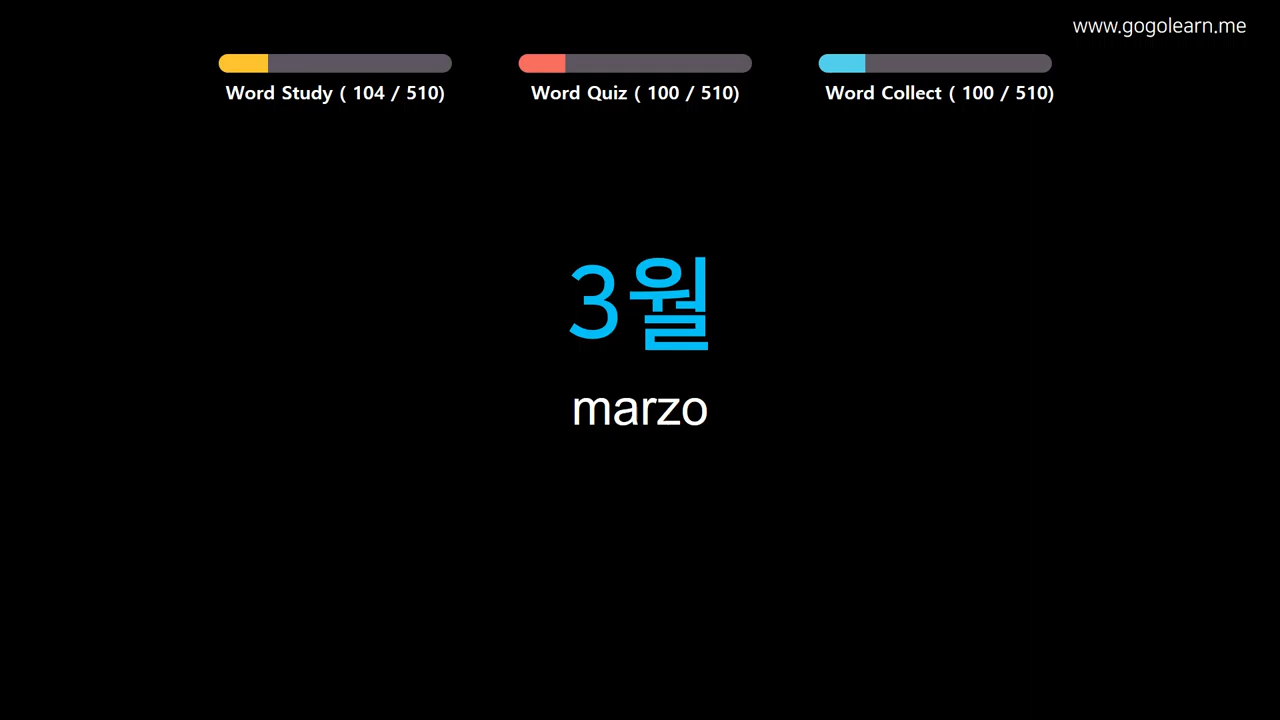 www.gogolearn.me
Word Study ( 104 / 510)
Word Quiz ( 100 / 510)
Word Collect ( 100 / 510)
3월
marzo